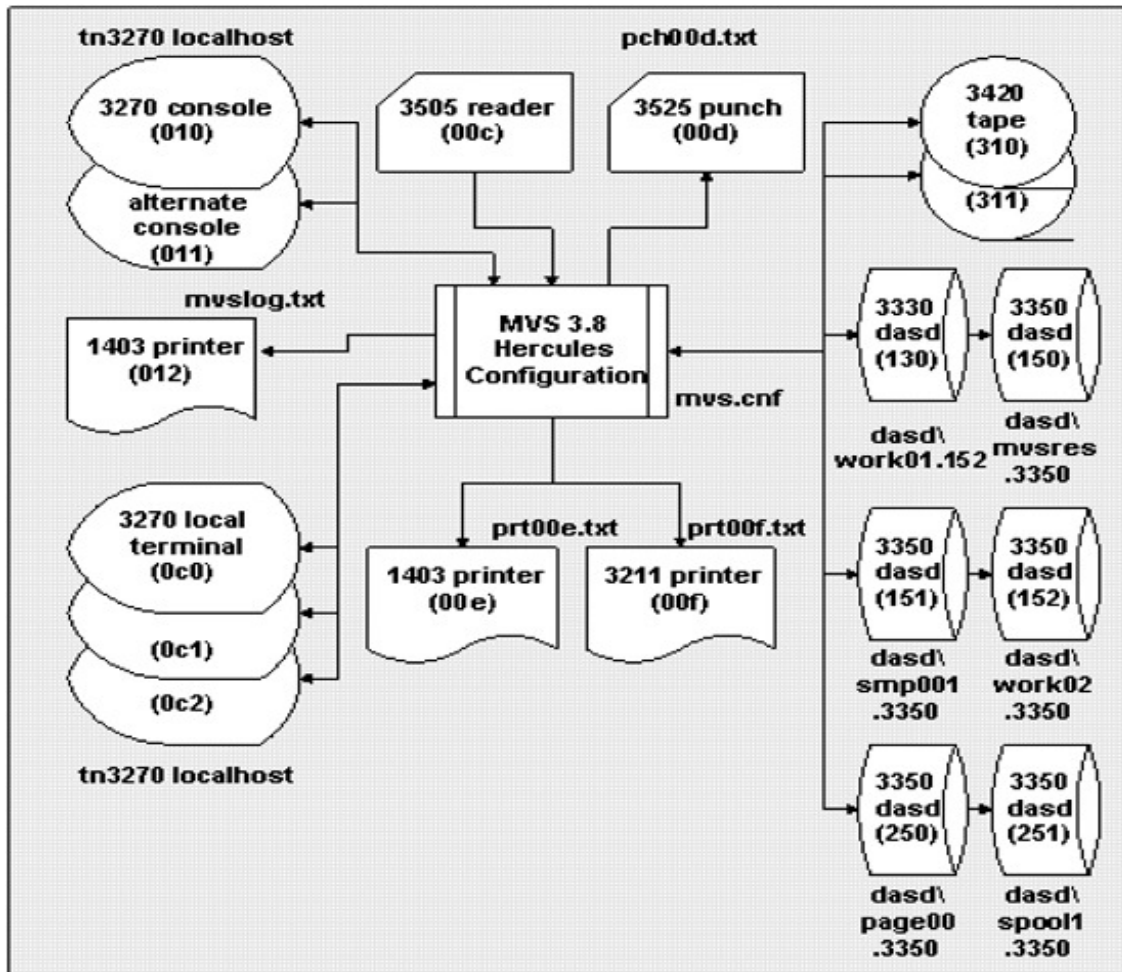 tn3270 localhost
3270 console
(010)
alternate
console
(011)
3505 reader
(00c)
pch00d.txt
3525 punch
(00d)
3420
tape
(310)
(311)
mvslog.txt
1403 printer
(012)
MVS 3.8
Hercules
Configuration
mvs.cnf
3330
dasd
(130)
dasd\
work01.152
3350
dasd
(150)
dasd\
mvsres
.3350
3270 local
terminal
(0c0)
(0c1)
(0c2)
tn3270 localhost
prt00e.txt
1403 printer
(00e)
prt00f.txt
3211 printer
(00f)
3350
dasd
(151)
dasd\
smp001
.3350
3350
dasd
(152)
dasd\
work02
.3350
3350
dasd
(250)
dasd\
page00
.3350
3350
dasd
(251)
dasd\
spool1
.3350